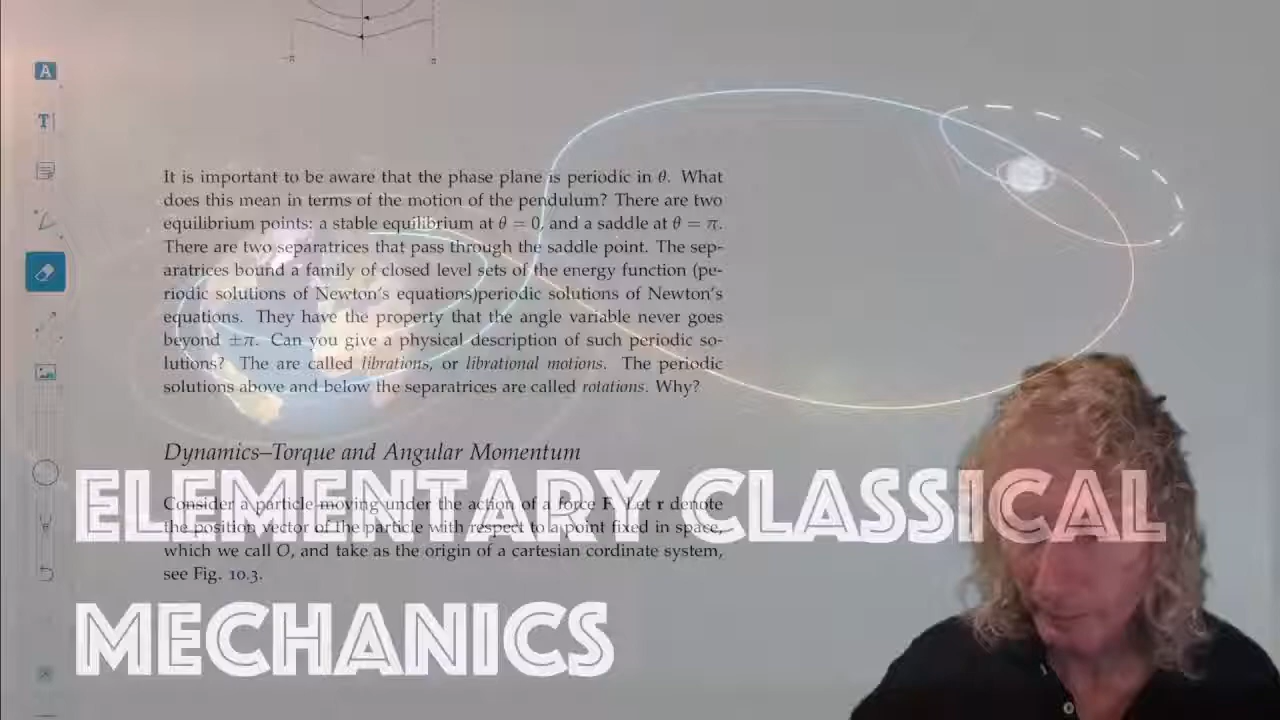 -π
π
A
T
It is important to be aware that the phase plane is periodic in θ. What
does this mean in terms of the motion of the pendulum? There are two
equilibrium points: a stable equilibrium at θ = 0, and a saddle at θ = π.
There are two separatrices that pass through the saddle point. The sep-
aratrices bound a family of closed level sets of the energy function (pe-
riodic solutions of Newton's equations)periodic solutions of Newton's
equations. They have the property that the angle variable never goes
beyond ±π. Can you give a physical description of such periodic so-
lutions? The are called librations, or librational motions. The periodic
solutions above and below the separatrices are called rotations. Why?
Dynamics–Torque and Angular Momentum
ELEMENTARY CLASSICAL
Consider a particle moving under the action of a force F. Let r denote
the position vector of the particle with respect to a point fixed in space,
which we call O, and take as the origin of a cartesian cordinate system,
see Fig. 10.3.
MECHANICS